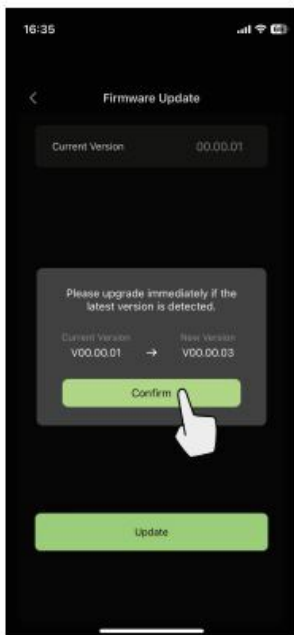 16:35
Firmware Update
Current Version 00.00.01
Please upgrade immediately if the
latest version is detected.
Current Version New Version
V00.00.01 → V00.00.03
Confirm
Update